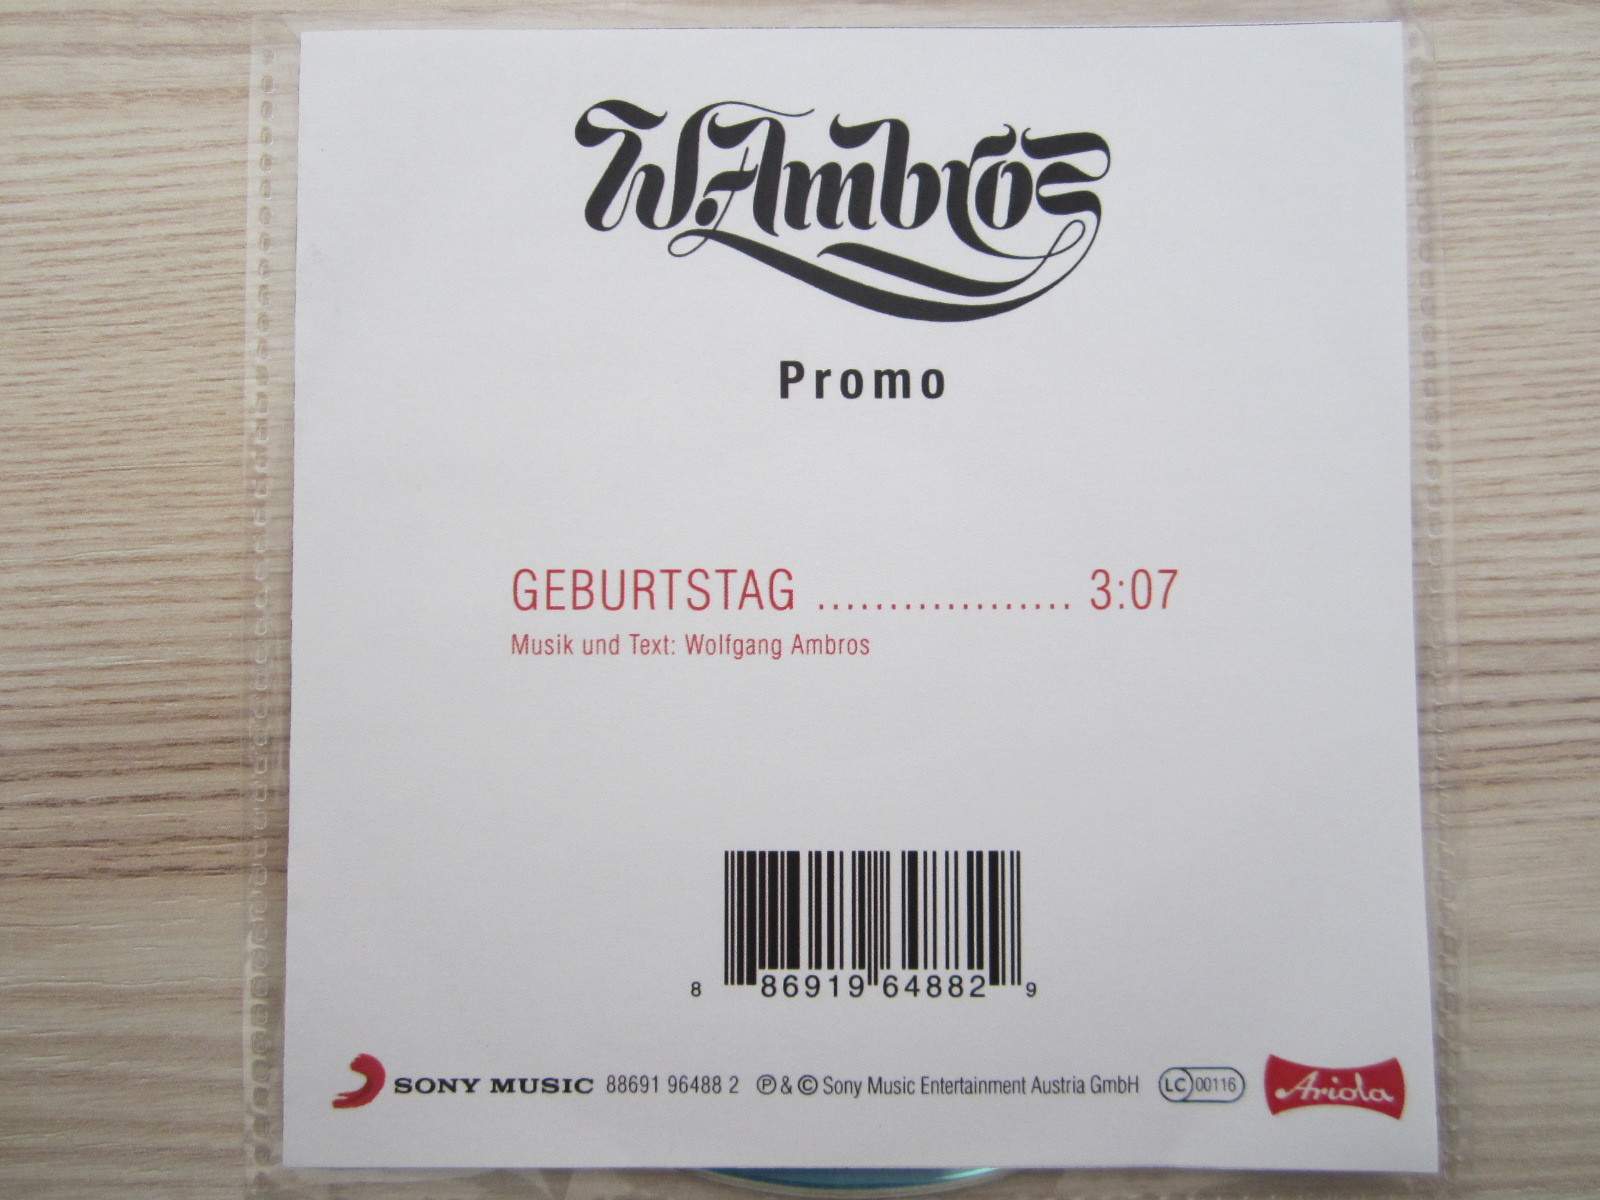 W. Ambros
Promo
GEBURTSTAG ................... 3:07
Musik und Text: Wolfgang Ambros
8 86919 64882 9
SONY MUSIC 88691 96488 2 ℗ & © Sony Music Entertainment Austria GmbH LC 00116 Ariola